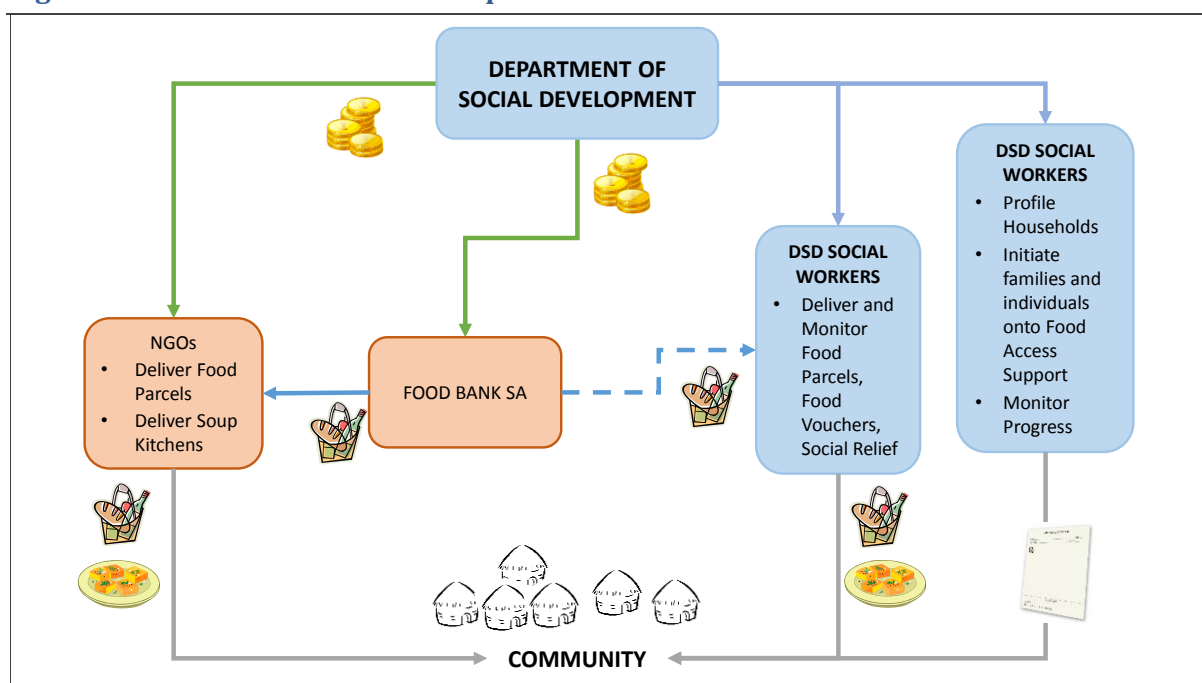 DEPARTMENT OF
SOCIAL DEVELOPMENT
DSD SOCIAL
WORKERS
• Profile
Households
• Initiate
families and
individuals
onto Food
Access
Support
• Monitor
Progress
DSD SOCIAL
WORKERS
• Deliver and
Monitor
Food
Parcels,
Food
Vouchers,
Social Relief
NGOs
• Deliver Food
Parcels
• Deliver Soup
Kitchens
FOOD BANK SA
COMMUNITY